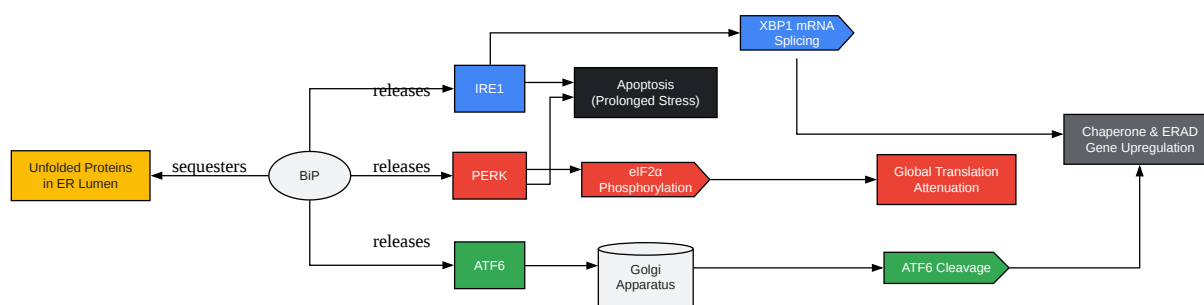 XBP1 mRNA
Splicing
releases
IRE1
Apoptosis
(Prolonged Stress)
Chaperone & ERAD
Gene Upregulation
Unfolded Proteins
in ER Lumen
sequesters
BiP
releases
PERK
eIF2α
Phosphorylation
Global Translation
Attenuation
releases
ATF6
Golgi
Apparatus
ATF6 Cleavage